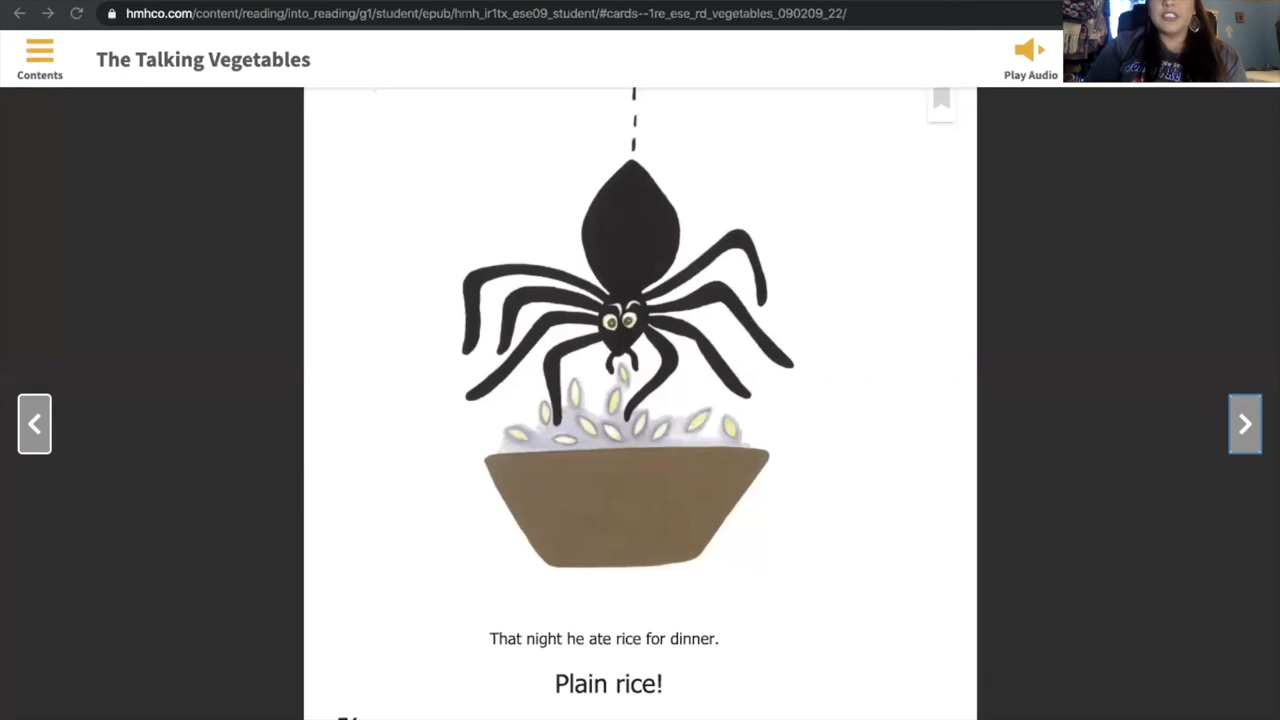 hmhco.com/content/reading/into_reading/g1/student/epub/hmh_ir1tx_ese09_student/#cards--1re_ese_rd_vegetables_090209_22/
Contents
The Talking Vegetables
Play Audio
That night he ate rice for dinner.
Plain rice!